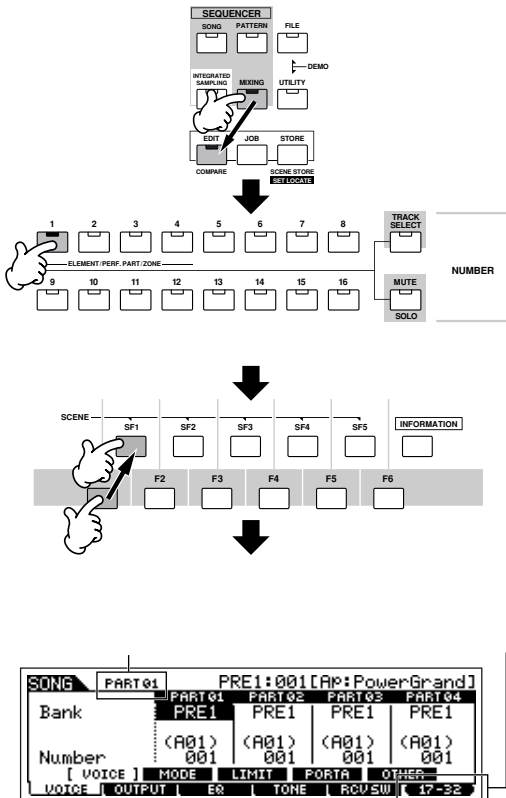 SEQUENCER
SONG PATTERN FILE
DEMO
INTEGRATED SAMPLING MIXING UTILITY
EDIT JOB STORE
COMPARE SCENE STORE
SET LOCATE
1 2 3 4 5 6 7 8 TRACK SELECT
ELEMENT/PERF. PART/ZONE
NUMBER
9 10 11 12 13 14 15 16 MUTE
SOLO
SCENE SF1 SF2 SF3 SF4 SF5 INFORMATION
F2 F3 F4 F5 F6
SONG PART01 PRE1:001[AP:PowerGrand]
PART01 PART02 PART03 PART04
Bank PRE1 PRE1 PRE1 PRE1
(A01) (A01) (A01) (A01)
Number 001 001 001 001
[ VOICE ] MODE LIMIT PORTA OTHER
VOICE [ OUTPUT [ EQ [ TONE [ RCV SW [ 17-32 ]